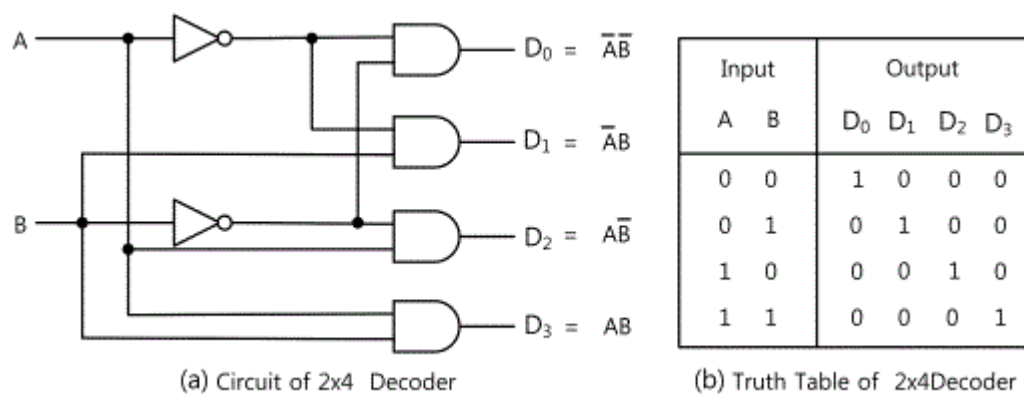 A
B
D₀ = A̅B̅
D₁ = A̅B
D₂ = AB̅
D₃ = AB
(a) Circuit of 2x4 Decoder
Input Output
A B D₀ D₁ D₂ D₃
0 0 1 0 0 0
0 1 0 1 0 0
1 0 0 0 1 0
1 1 0 0 0 1
(b) Truth Table of 2x4Decoder